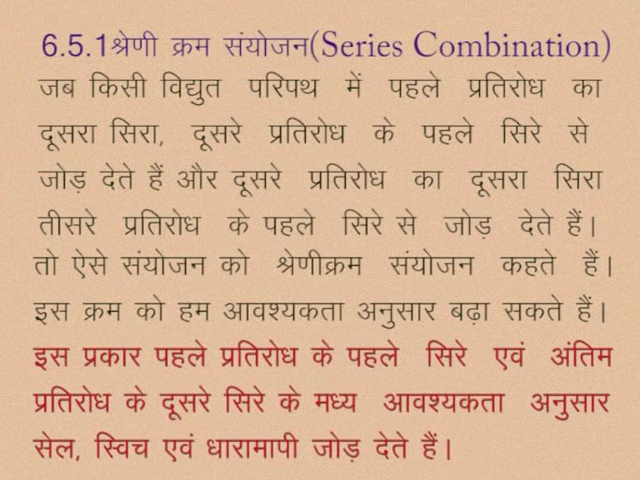 6.5.1श्रेणी क्रम संयोजन(Series Combination)
जब किसी विद्युत परिपथ में पहले प्रतिरोध का
दूसरा सिरा, दूसरे प्रतिरोध के पहले सिरे से
जोड़ देते हैं और दूसरे प्रतिरोध का दूसरा सिरा
तीसरे प्रतिरोध के पहले सिरे से जोड़ देते हैं।
तो ऐसे संयोजन को श्रेणीक्रम संयोजन कहते हैं।
इस क्रम को हम आवश्यकता अनुसार बढ़ा सकते हैं।
इस प्रकार पहले प्रतिरोध के पहले सिरे एवं अंतिम
प्रतिरोध के दूसरे सिरे के मध्य आवश्यकता अनुसार
सेल, स्विच एवं धारामापी जोड़ देते हैं।